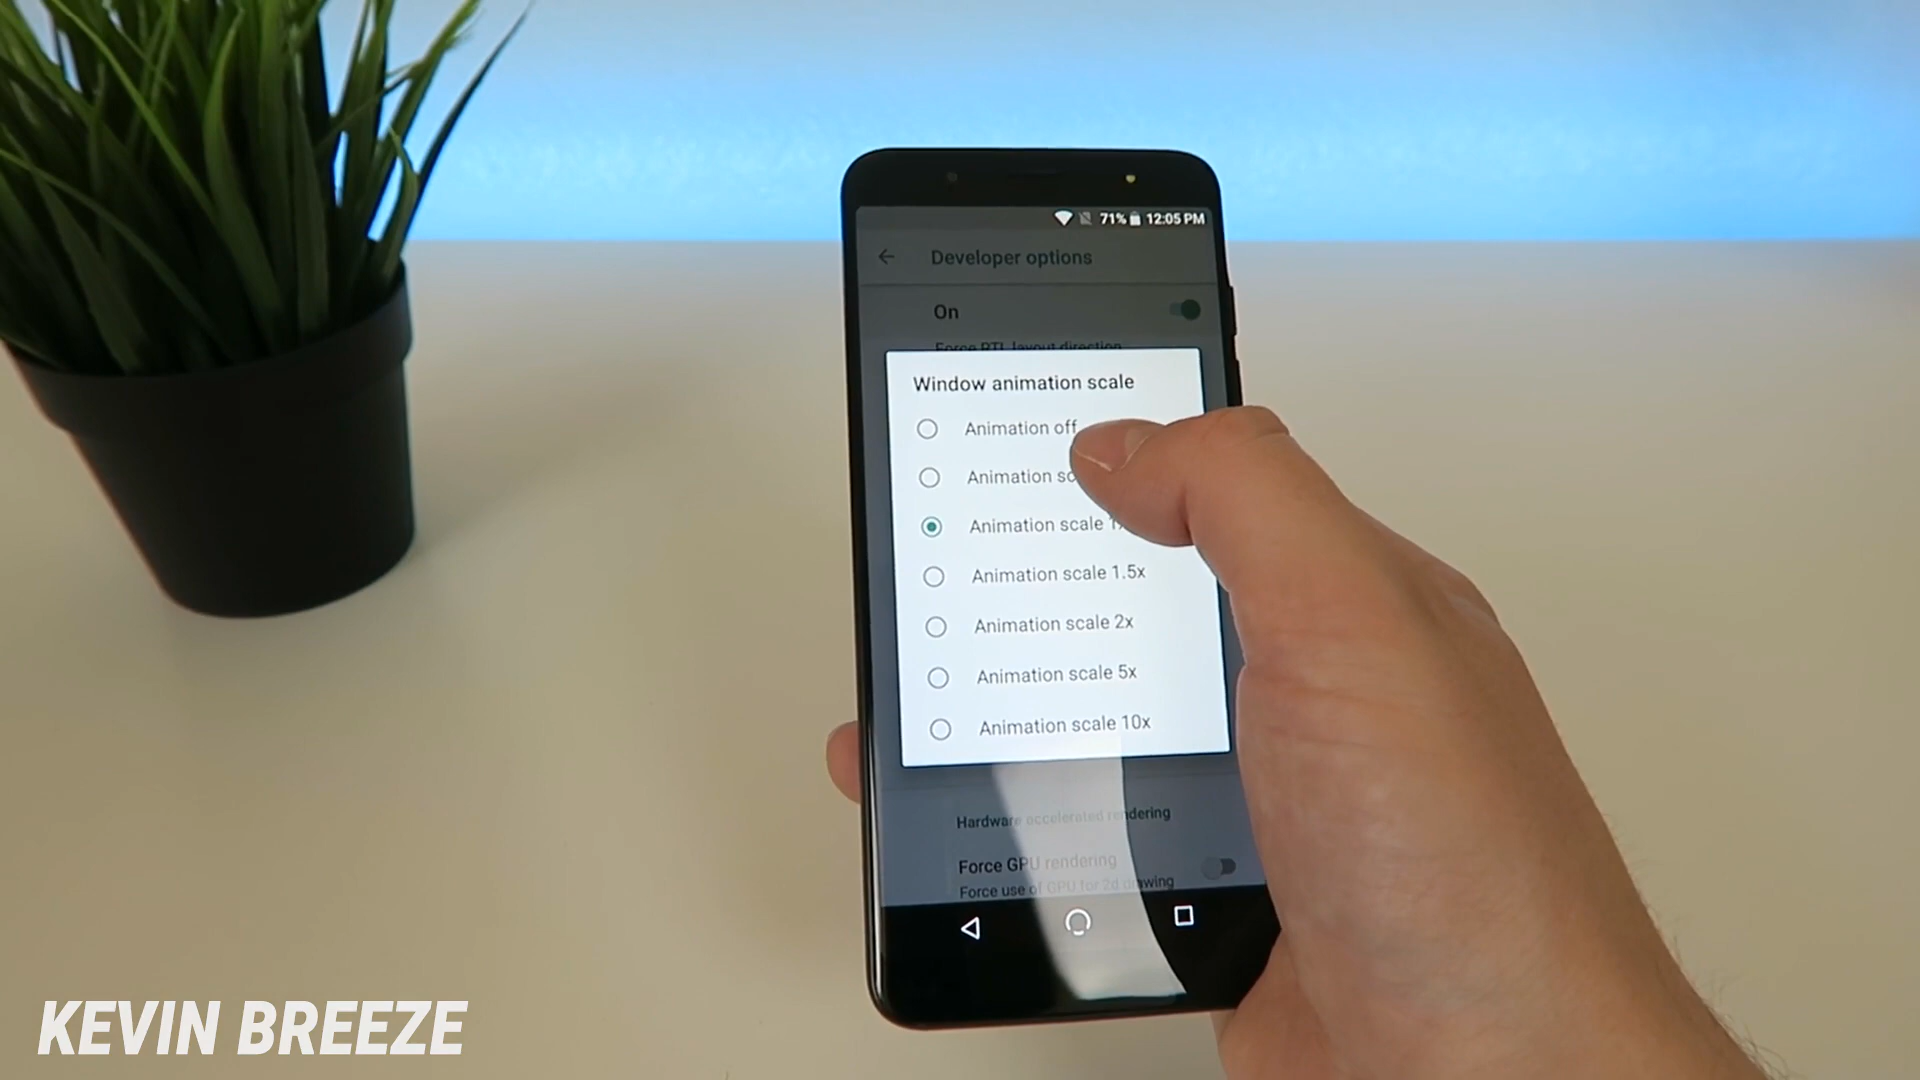 71% 12:05 PM
Developer options
On
Force RTL layout direction
Window animation scale
Animation off
Animation
Animation scale
Animation scale 1.5x
Animation scale 2x
Animation scale 5x
Animation scale 10x
Hardware accelerated rendering
Force GPU rendering
Force use of GPU for 2d drawing
KEVIN BREEZE